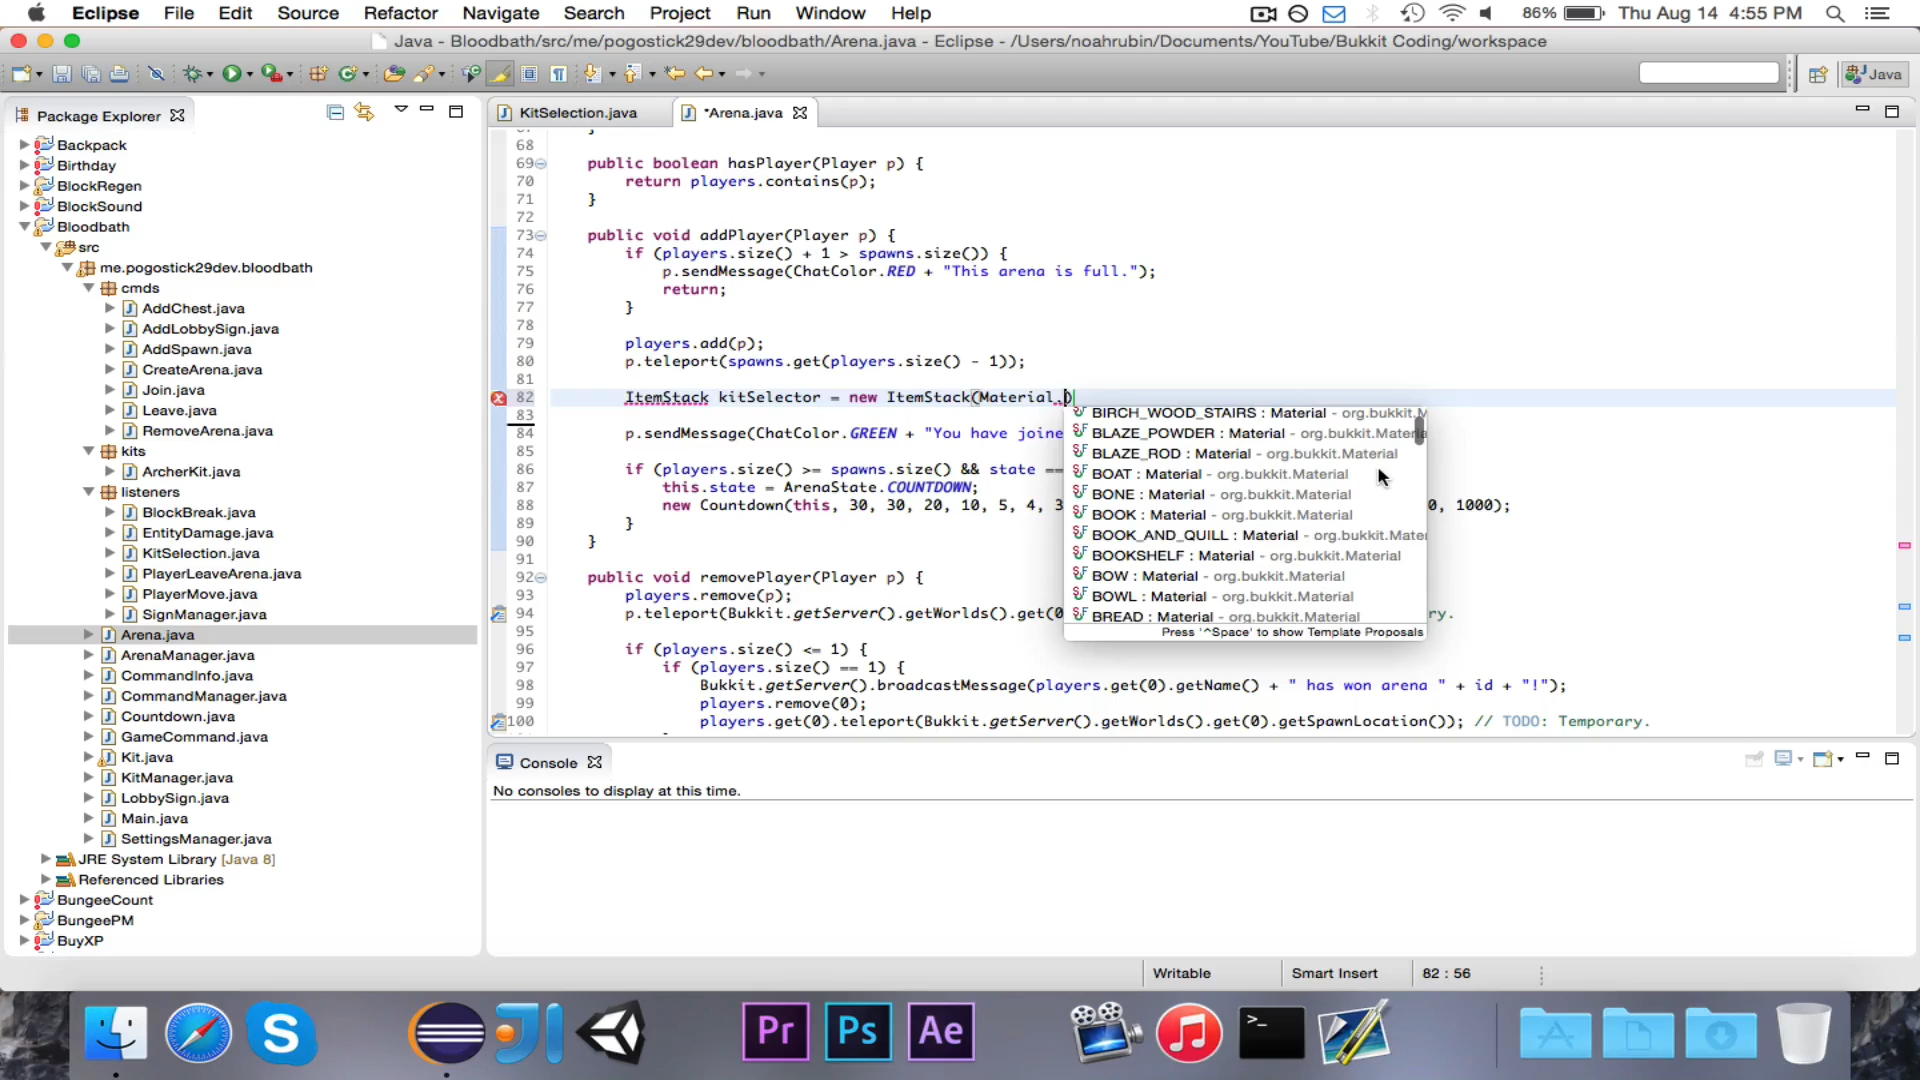 Eclipse File Edit Source Refactor Navigate Search Project Run Window Help 86% Thu Aug 14 4:55 PM
Java - Bloodbath/src/me/pogostick29dev/bloodbath/Arena.java - Eclipse - /Users/noahrubin/Documents/YouTube/Bukkit Coding/workspace
Java
Package Explorer
Backpack
Birthday
BlockRegen
BlockSound
Bloodbath
src
me.pogostick29dev.bloodbath
cmds
AddChest.java
AddLobbySign.java
AddSpawn.java
CreateArena.java
Join.java
Leave.java
RemoveArena.java
kits
ArcherKit.java
listeners
BlockBreak.java
EntityDamage.java
KitSelection.java
PlayerLeaveArena.java
PlayerMove.java
SignManager.java
Arena.java
ArenaManager.java
CommandInfo.java
CommandManager.java
Countdown.java
GameCommand.java
Kit.java
KitManager.java
LobbySign.java
Main.java
SettingsManager.java
JRE System Library [Java 8]
Referenced Libraries
BungeeCount
BungeePM
BuyXP
KitSelection.java *Arena.java
68
69 public boolean hasPlayer(Player p) {
70 return players.contains(p);
71 }
72
73 public void addPlayer(Player p) {
74 if (players.size() + 1 > spawns.size()) {
75 p.sendMessage(ChatColor.RED + "This arena is full.");
76 return;
77 }
78
79 players.add(p);
80 p.teleport(spawns.get(players.size() - 1));
81
82 ItemStack kitSelector = new ItemStack(Material.)
83
84 p.sendMessage(ChatColor.GREEN + "You have joine
85
86 if (players.size() >= spawns.size() && state ==
87 this.state = ArenaState.COUNTDOWN;
88 new Countdown(this, 30, 30, 20, 10, 5, 4, 3 0, 1000);
89 }
90 }
91
92 public void removePlayer(Player p) {
93 players.remove(p);
94 p.teleport(Bukkit.getServer().getWorlds().get(0 ry.
95
96 if (players.size() <= 1) {
97 if (players.size() == 1) {
98 Bukkit.getServer().broadcastMessage(players.get(0).getName() + " has won arena " + id + "!");
99 players.remove(0);
100 players.get(0).teleport(Bukkit.getServer().getWorlds().get(0).getSpawnLocation()); // TODO: Temporary.
BIRCH_WOOD_STAIRS : Material - org.bukkit.M
BLAZE_POWDER : Material - org.bukkit.Materia
BLAZE_ROD : Material - org.bukkit.Material
BOAT : Material - org.bukkit.Material
BONE : Material - org.bukkit.Material
BOOK : Material - org.bukkit.Material
BOOK_AND_QUILL : Material - org.bukkit.Mater
BOOKSHELF : Material - org.bukkit.Material
BOW : Material - org.bukkit.Material
BOWL : Material - org.bukkit.Material
BREAD : Material - org.bukkit.Material
Press '^Space' to show Template Proposals
Console
No consoles to display at this time.
Writable Smart Insert 82 : 56
Pr Ps Ae